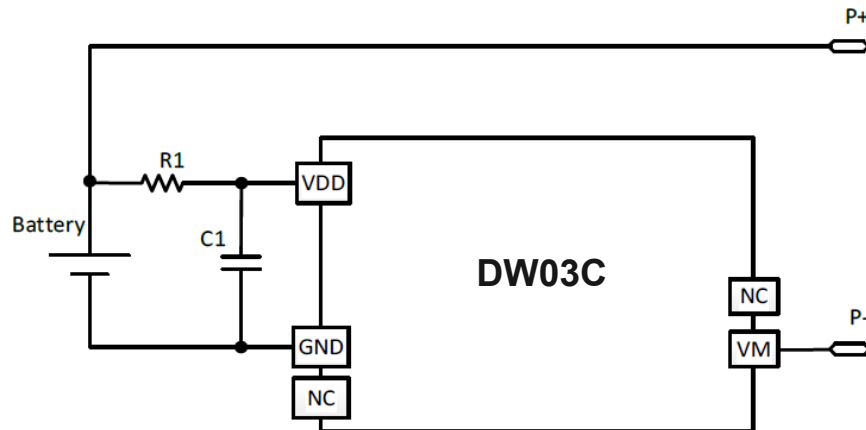 P+
R1
VDD
Battery
C1
DW03C
NC
P-
GND
VM
NC